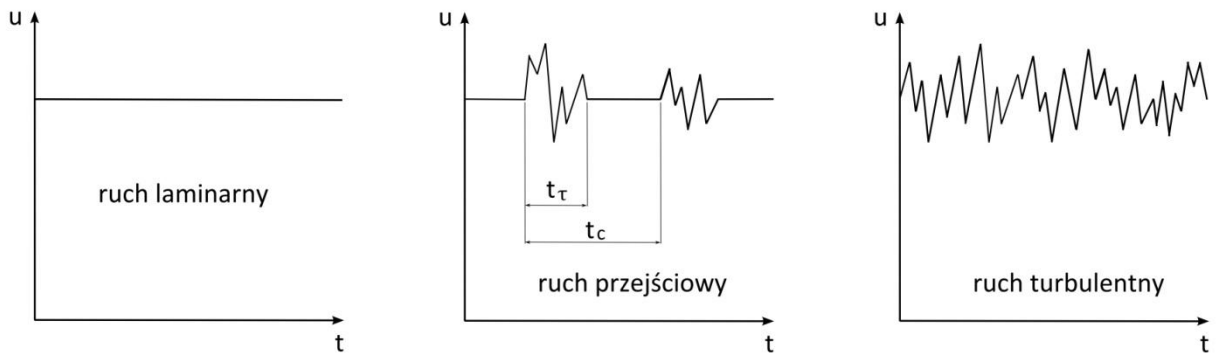 u
ruch laminarny
t
u
tτ
tc
ruch przejściowy
t
u
ruch turbulentny
t